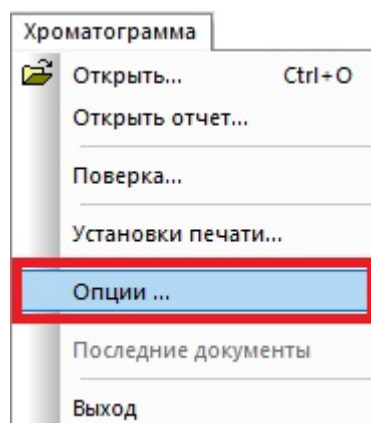 Хроматограмма
Открыть... Ctrl+O
Открыть отчет...
Поверка...
Установки печати...
Опции ...
Последние документы
Выход